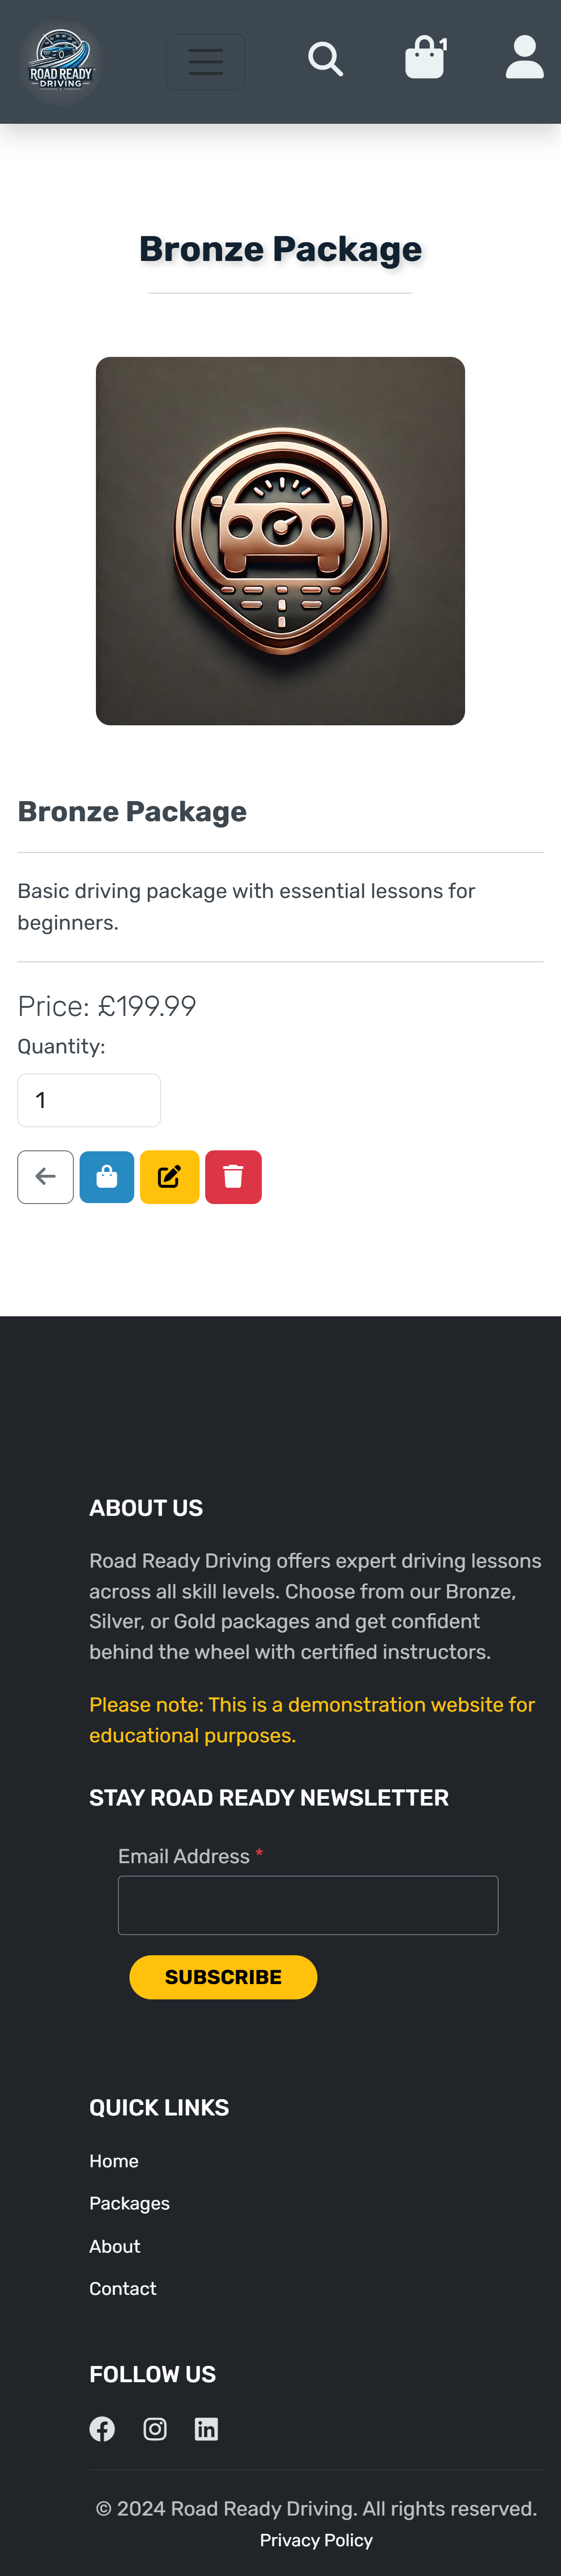 ROAD READY
DRIVING
1
Bronze Package
Bronze Package
Basic driving package with essential lessons for
beginners.
Price: £199.99
Quantity:
1
ABOUT US
Road Ready Driving offers expert driving lessons
across all skill levels. Choose from our Bronze,
Silver, or Gold packages and get confident
behind the wheel with certified instructors.
Please note: This is a demonstration website for
educational purposes.
STAY ROAD READY NEWSLETTER
Email Address *
SUBSCRIBE
QUICK LINKS
Home
Packages
About
Contact
FOLLOW US
© 2024 Road Ready Driving. All rights reserved.
Privacy Policy